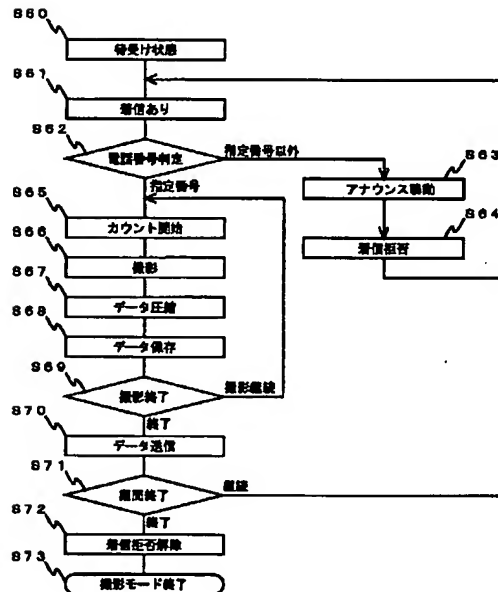 S60
待受け状態
S61
着信あり
S62
電話番号判定
指定番号以外
指定番号
S63
アナウンス鳴動
S64
着信拒否
S65
カウント開始
S66
撮影
S67
データ圧縮
S68
データ保存
S69
撮影終了
撮影継続
終了
S70
データ送信
S71
期間終了
継続
終了
S72
着信拒否解除
S73
撮影モード終了